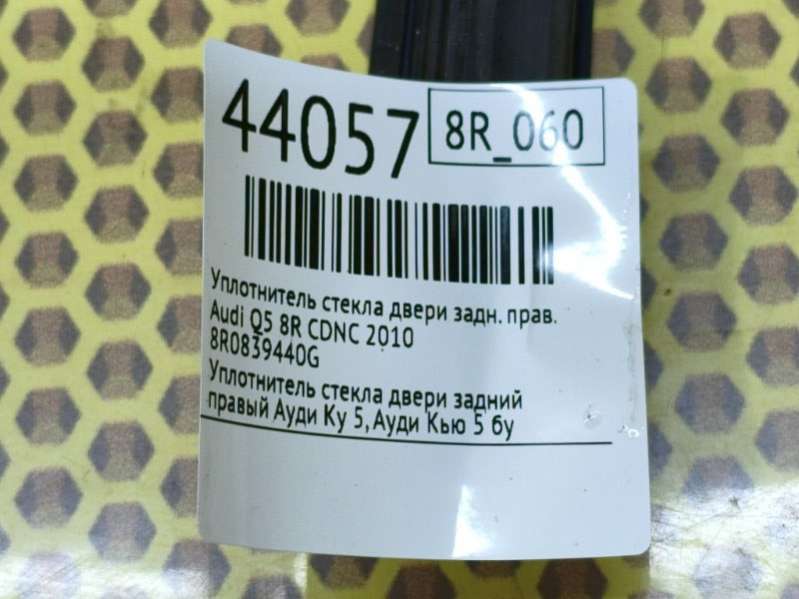 44057
8R_060
Уплотнитель стекла двери задн. прав.
Audi Q5 8R CDNC 2010
8R0839440G
Уплотнитель стекла двери задний
правый Ауди Ку 5, Ауди Кью 5 бу